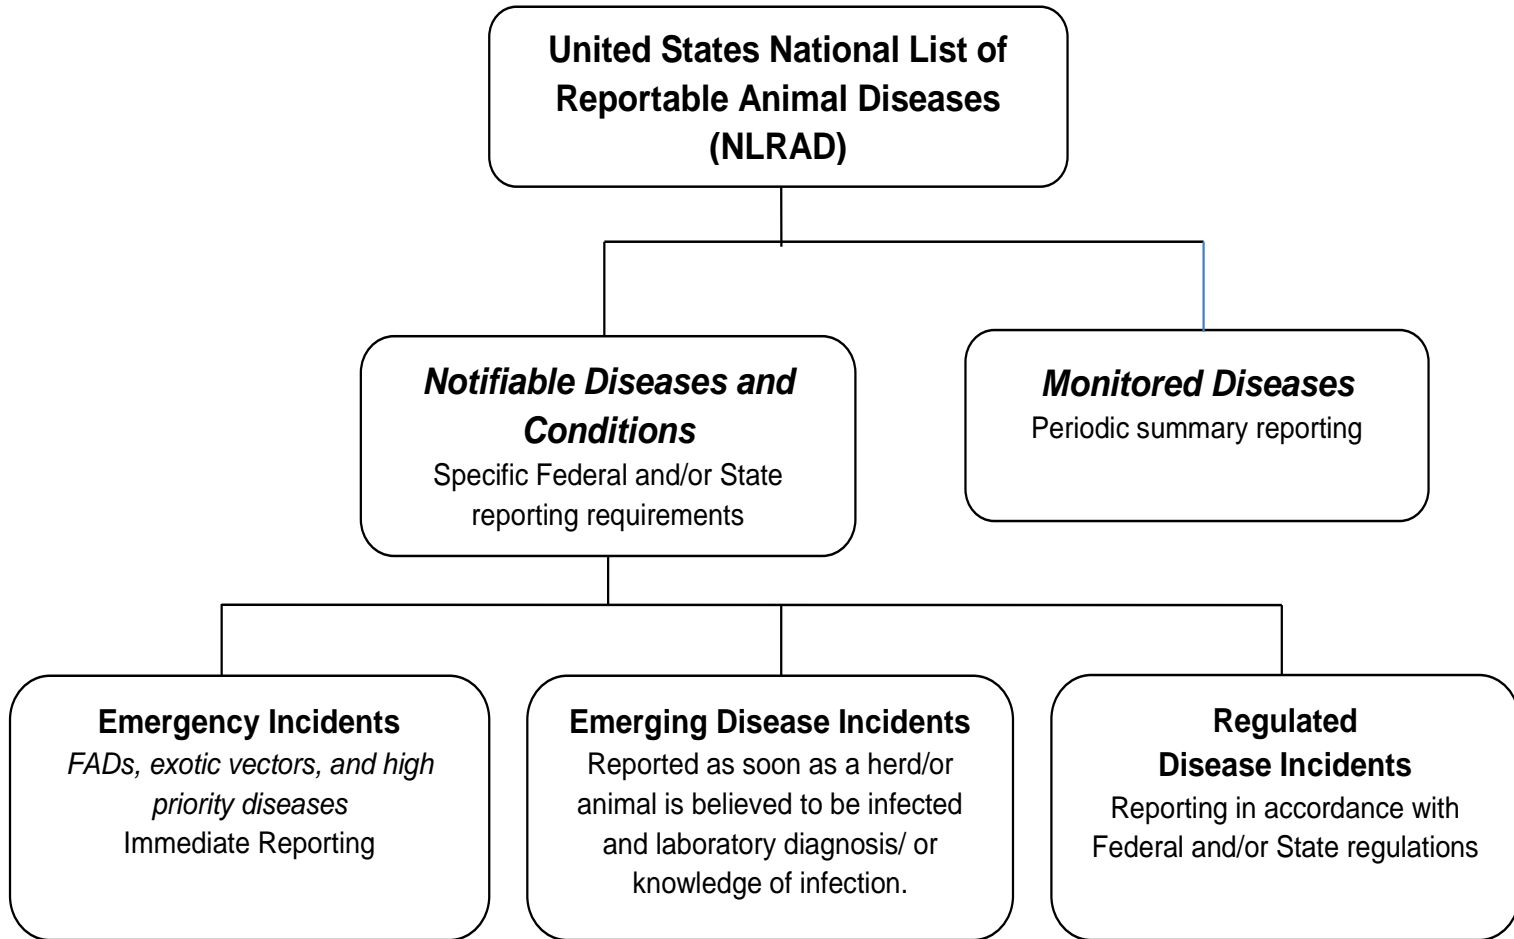 United States National List of
Reportable Animal Diseases
(NLRAD)
Notifiable Diseases and
Conditions
Specific Federal and/or State
reporting requirements
Monitored Diseases
Periodic summary reporting
Emergency Incidents
FADs, exotic vectors, and high
priority diseases
Immediate Reporting
Emerging Disease Incidents
Reported as soon as a herd/or
animal is believed to be infected
and laboratory diagnosis/ or
knowledge of infection.
Regulated
Disease Incidents
Reporting in accordance with
Federal and/or State regulations